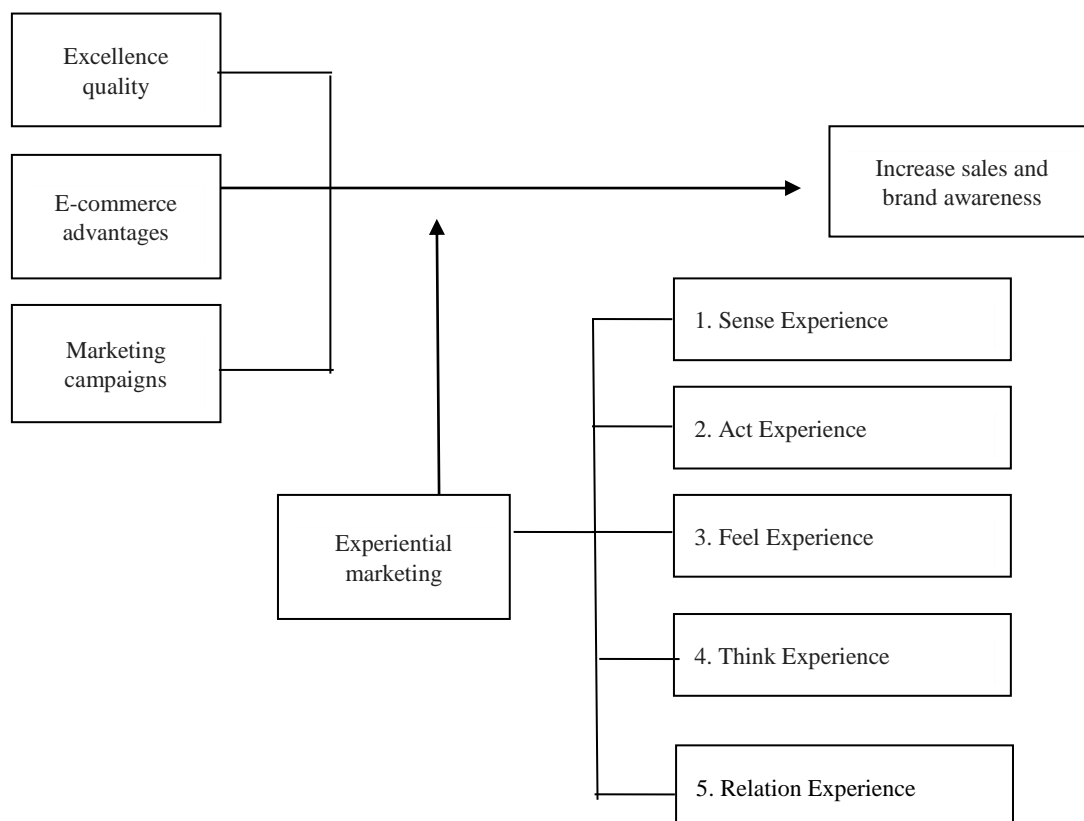 Excellence
quality
E-commerce
advantages
Marketing
campaigns
Increase sales and
brand awareness
Experiential
marketing
1. Sense Experience
2. Act Experience
3. Feel Experience
4. Think Experience
5. Relation Experience